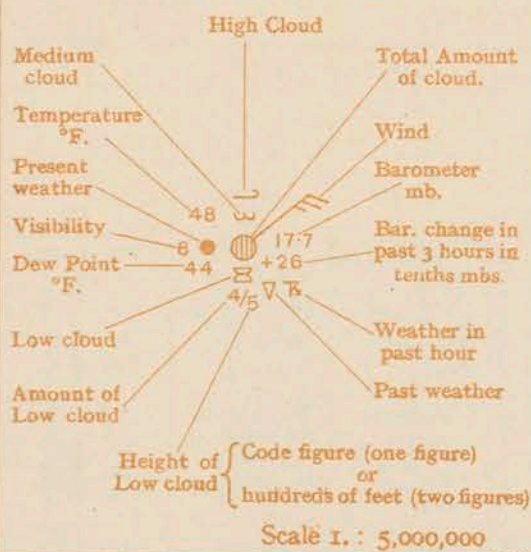 High Cloud
Medium
cloud
Total Amount
of cloud.
Temperature
°F.
Wind
Present
weather
Barometer
mb.
48
Visibility
8
17.7
Bar. change in
past 3 hours in
tenths mbs.
Dew Point
°F.
44
+26
4/5
Low cloud
Weather in
past hour
Amount of
Low cloud
Past weather
Height of
Low cloud
Code figure (one figure)
or
hundreds of feet (two figures)
Scale 1. : 5,000,000